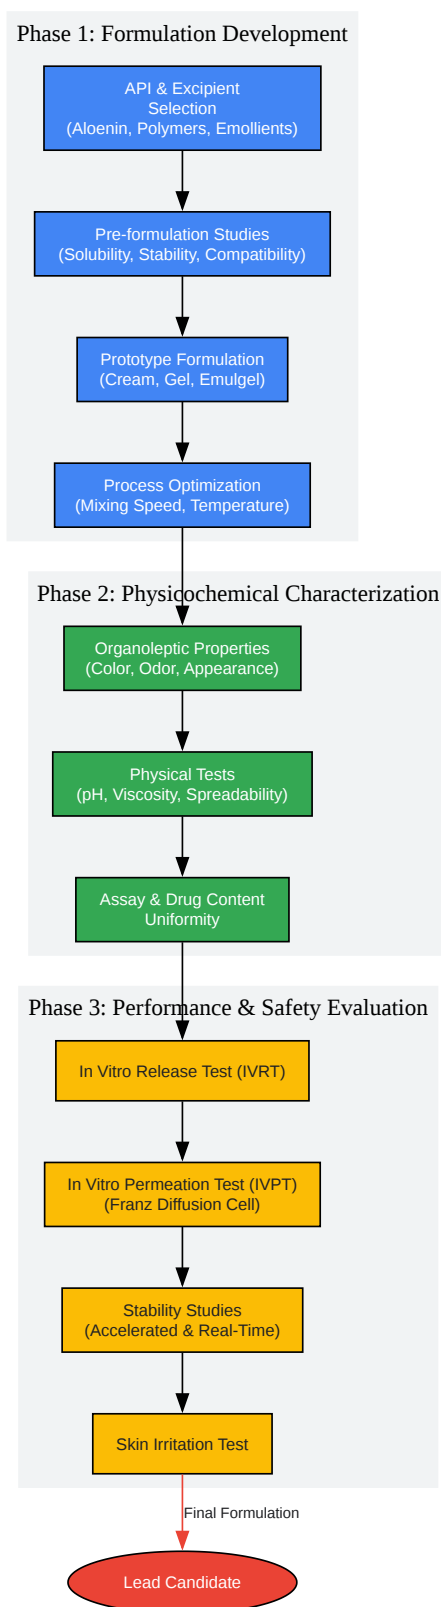 Phase 1: Formulation Development
API & Excipient
Selection
(Aloenin, Polymers, Emollients)
Pre-formulation Studies
(Solubility, Stability, Compatibility)
Prototype Formulation
(Cream, Gel, Emulgel)
Process Optimization
(Mixing Speed, Temperature)
Phase 2: Physicochemical Characterization
Organoleptic Properties
(Color, Odor, Appearance)
Physical Tests
(pH, Viscosity, Spreadability)
Assay & Drug Content
Uniformity
Phase 3: Performance & Safety Evaluation
In Vitro Release Test (IVRT)
In Vitro Permeation Test (IVPT)
(Franz Diffusion Cell)
Stability Studies
(Accelerated & Real-Time)
Skin Irritation Test
Final Formulation
Lead Candidate